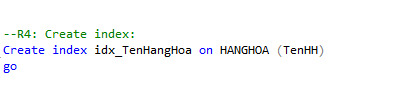 --R4: Create index:
Create index idx_TenHangHoa on HANGHOA (TenHH)
go